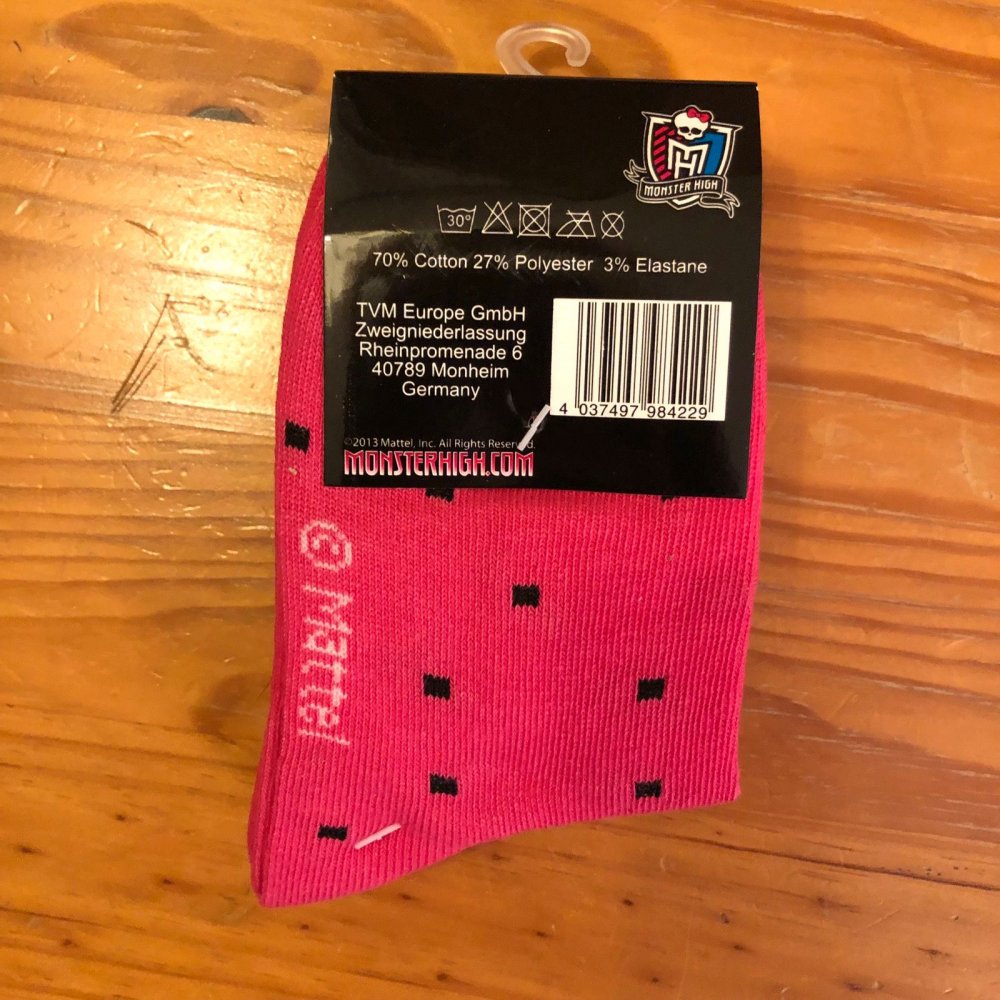 MH
MONSTER HIGH
30°
70% Cotton 27% Polyester 3% Elastane
TVM Europe GmbH
Zweigniederlassung
Rheinpromenade 6
40789 Monheim
Germany
4 037497 984229
©2013 Mattel, Inc. All Rights Reserved.
MONSTERHIGH.COM
© Mattel